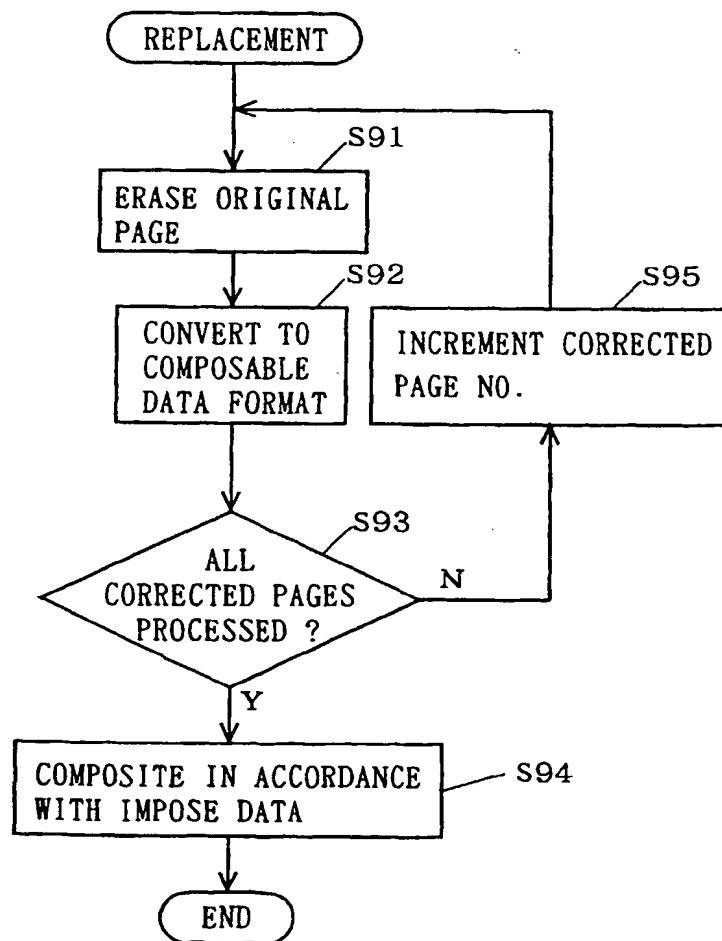 REPLACEMENT
S91
ERASE ORIGINAL
PAGE
S92
CONVERT TO
COMPOSABLE
DATA FORMAT
S95
INCREMENT CORRECTED
PAGE NO.
S93
ALL
CORRECTED PAGES
PROCESSED ?
N
Y
COMPOSITE IN ACCORDANCE
WITH IMPOSE DATA
S94
END